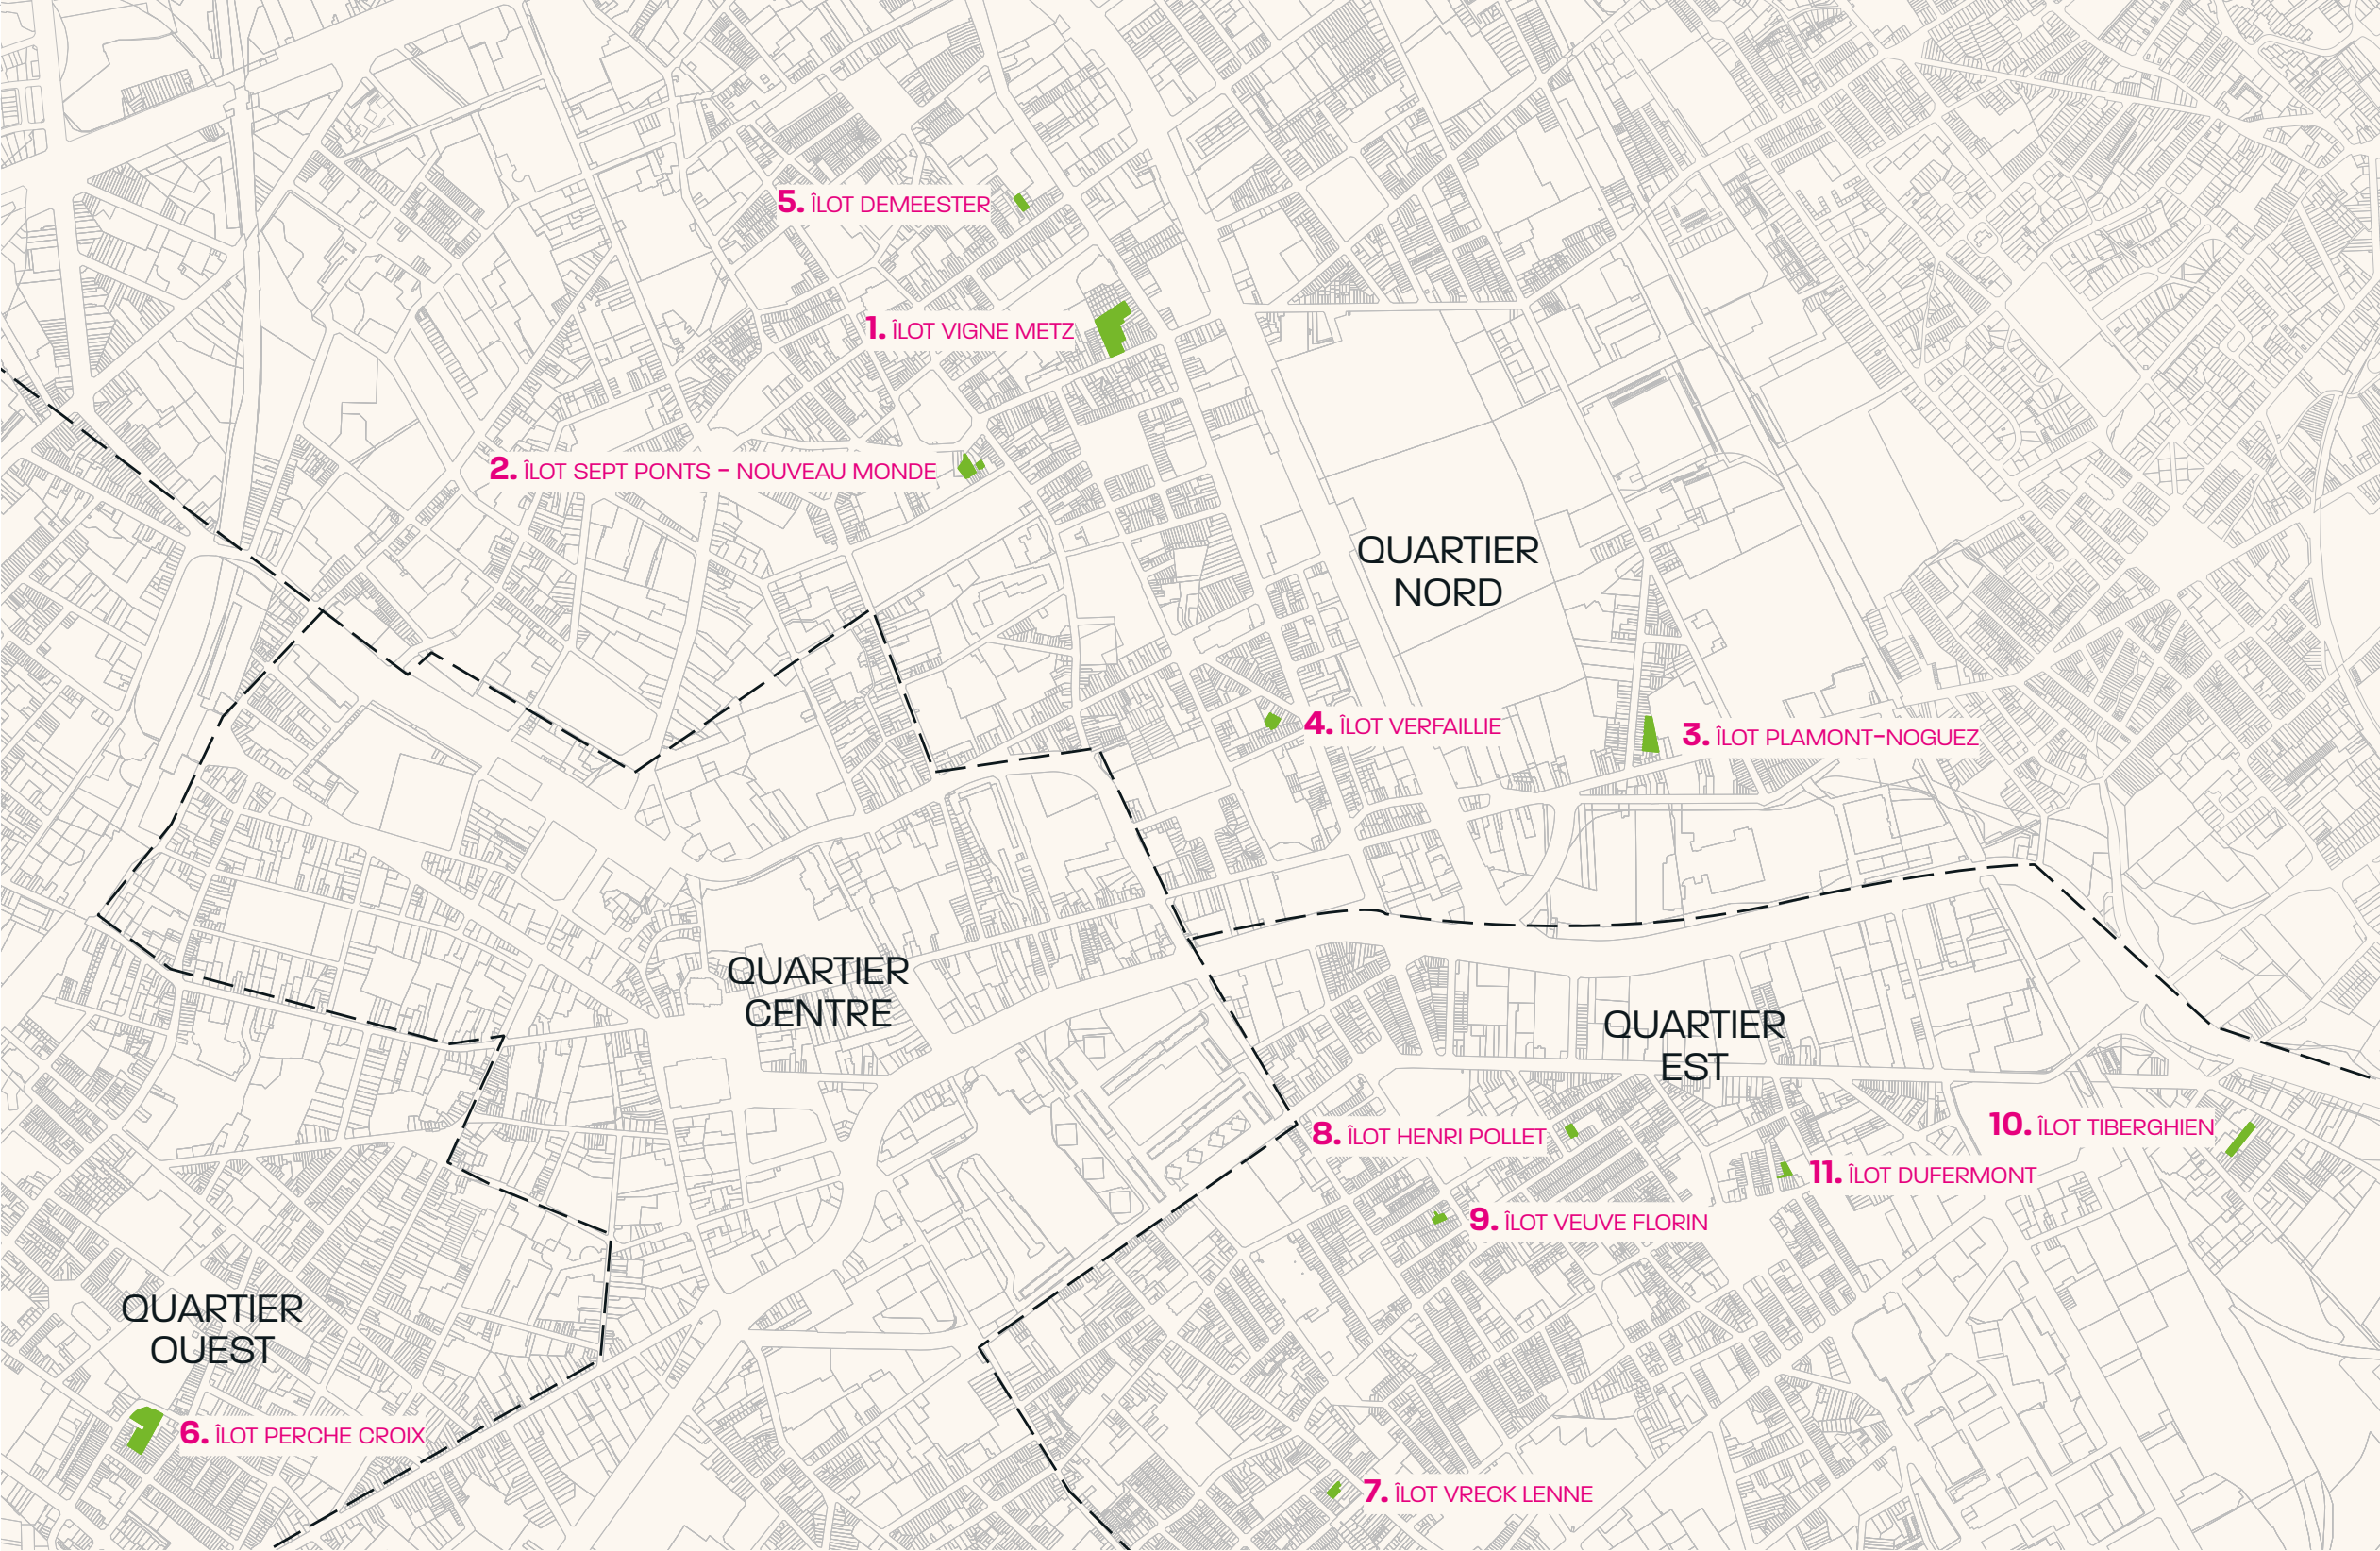 5. ÎLOT DEMEESTER
1. ÎLOT VIGNE METZ
2. ÎLOT SEPT PONTS - NOUVEAU MONDE
QUARTIER
NORD
4. ÎLOT VERFAILLIE
3. ÎLOT PLAMONT-NOGUEZ
QUARTIER
CENTRE
QUARTIER
EST
8. ÎLOT HENRI POLLET
10. ÎLOT TIBERGHIEN
11. ÎLOT DUFERMONT
9. ÎLOT VEUVE FLORIN
QUARTIER
OUEST
6. ÎLOT PERCHE CROIX
7. ÎLOT VRECK LENNE